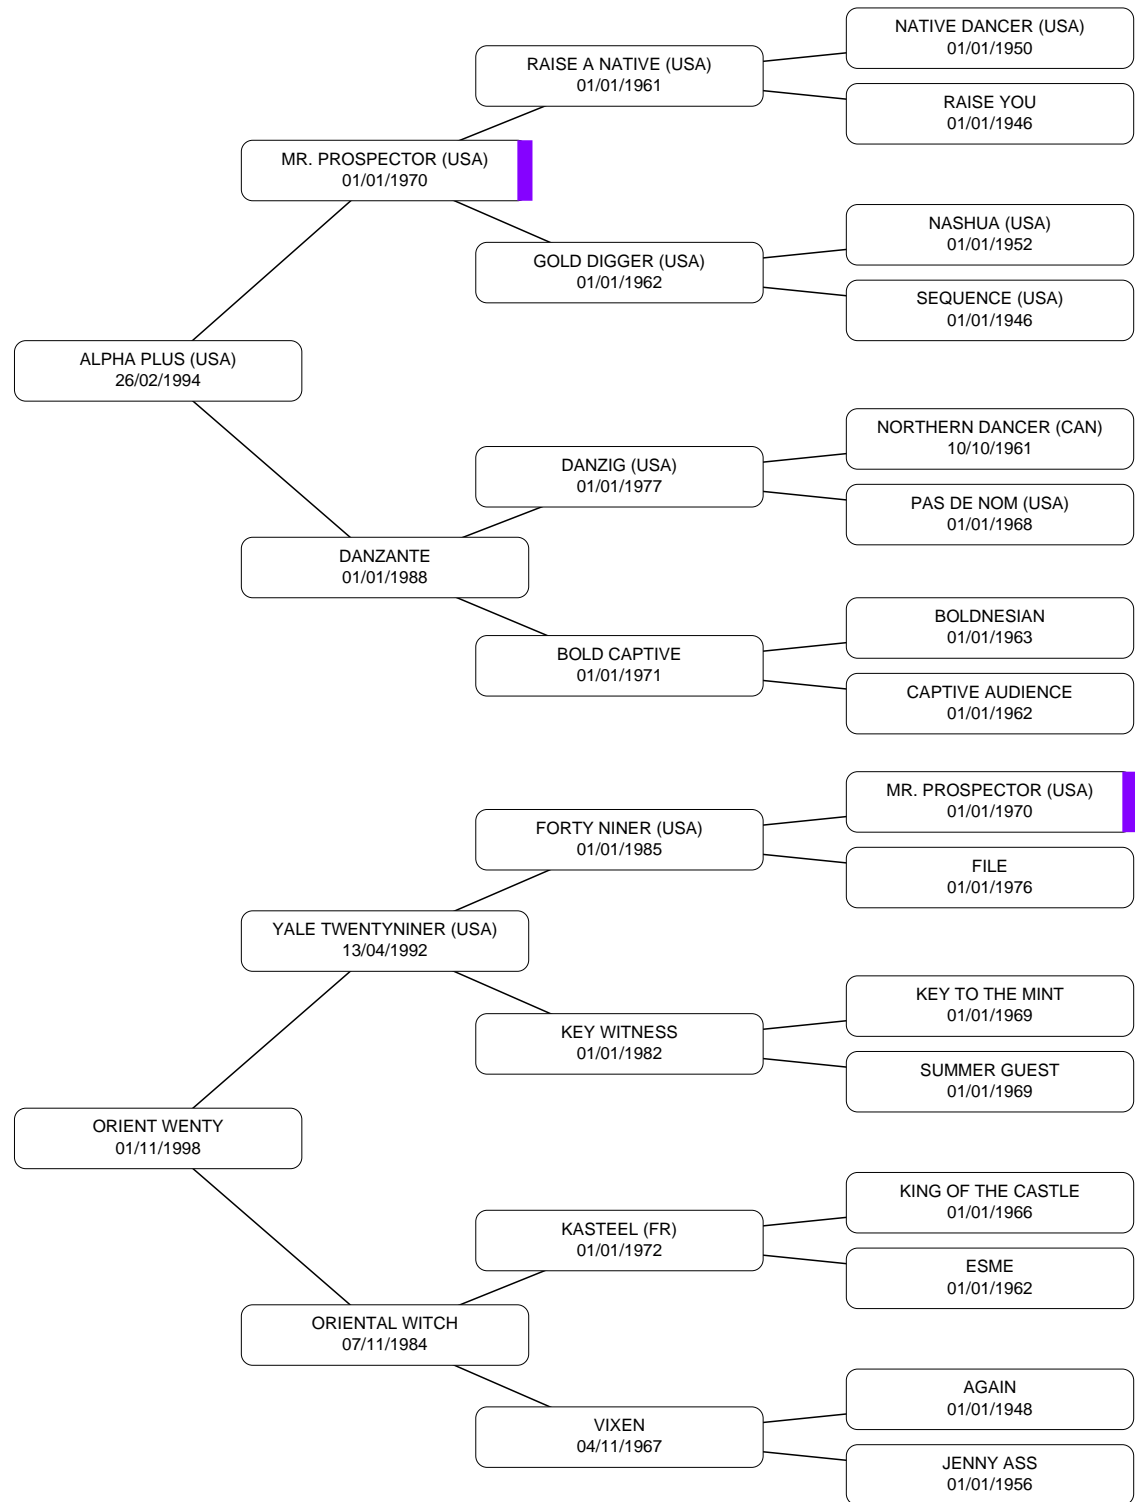 NATIVE DANCER (USA)
01/01/1950
RAISE A NATIVE (USA)
01/01/1961
RAISE YOU
01/01/1946
MR. PROSPECTOR (USA)
01/01/1970
NASHUA (USA)
01/01/1952
GOLD DIGGER (USA)
01/01/1962
SEQUENCE (USA)
01/01/1946
ALPHA PLUS (USA)
26/02/1994
NORTHERN DANCER (CAN)
10/10/1961
DANZIG (USA)
01/01/1977
PAS DE NOM (USA)
01/01/1968
DANZANTE
01/01/1988
BOLDNESIAN
01/01/1963
BOLD CAPTIVE
01/01/1971
CAPTIVE AUDIENCE
01/01/1962
MR. PROSPECTOR (USA)
01/01/1970
FORTY NINER (USA)
01/01/1985
FILE
01/01/1976
YALE TWENTYNINER (USA)
13/04/1992
KEY TO THE MINT
01/01/1969
KEY WITNESS
01/01/1982
SUMMER GUEST
01/01/1969
ORIENT WENTY
01/11/1998
KING OF THE CASTLE
01/01/1966
KASTEEL (FR)
01/01/1972
ESME
01/01/1962
ORIENTAL WITCH
07/11/1984
AGAIN
01/01/1948
VIXEN
04/11/1967
JENNY ASS
01/01/1956